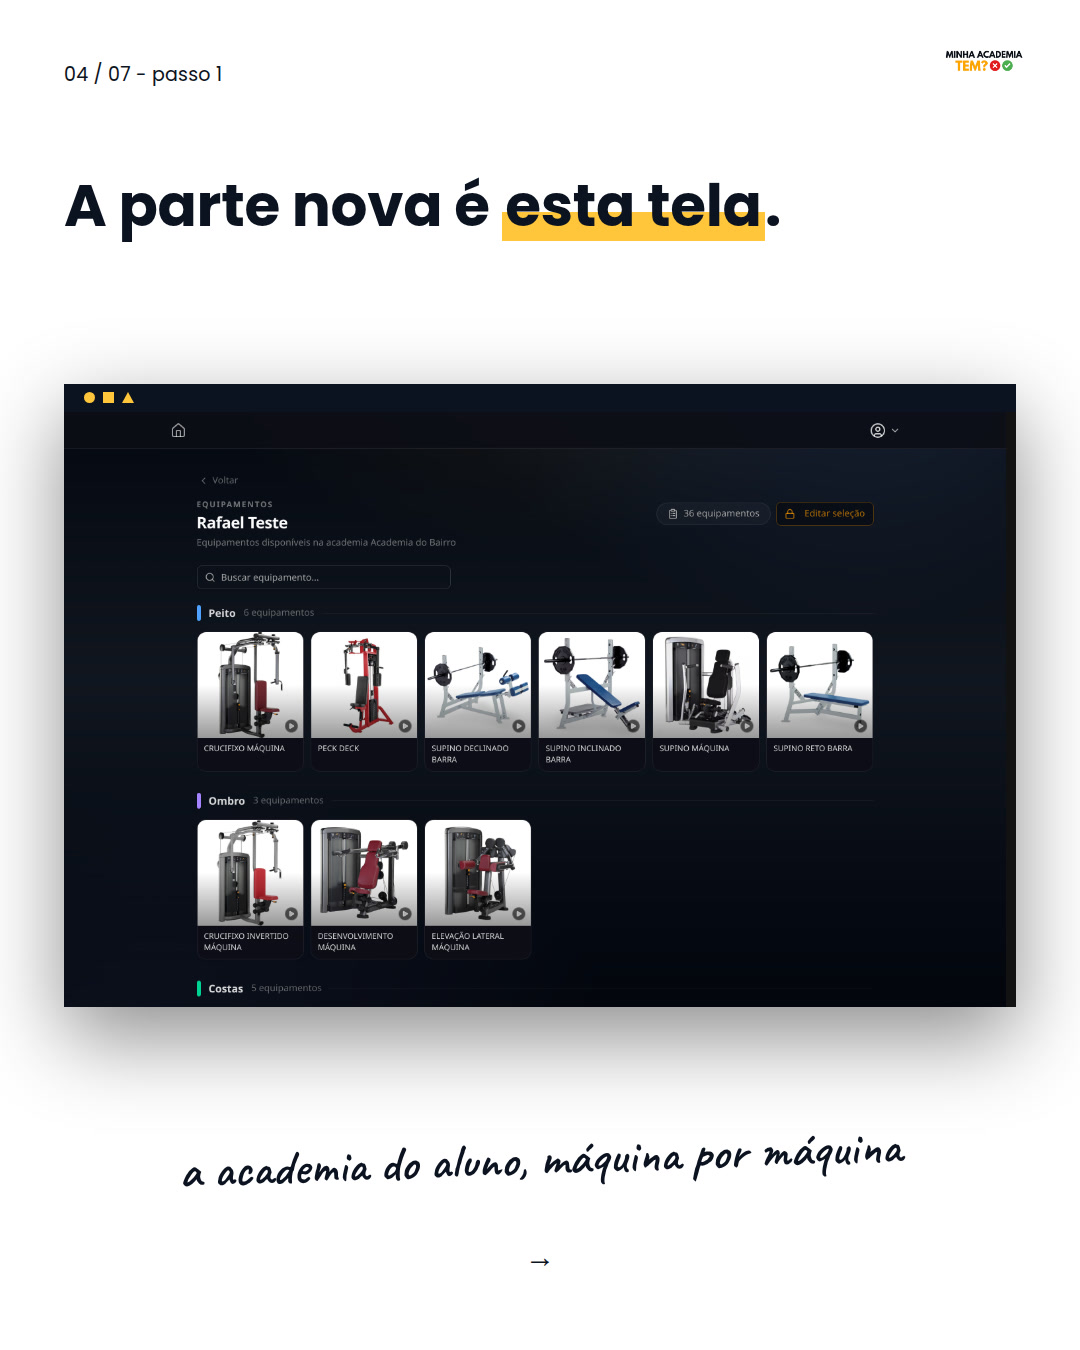 04 / 07 - passo 1
MINHA ACADEMIA
TEM?
A parte nova é esta tela.
Voltar
EQUIPAMENTOS
Rafael Teste
Equipamentos disponíveis na academia Academia do Bairro
36 equipamentos
Editar seleção
Buscar equipamento...
Peito 6 equipamentos
CRUCIFIXO MÁQUINA
PECK DECK
SUPINO DECLINADO
BARRA
SUPINO INCLINADO
BARRA
SUPINO MÁQUINA
SUPINO RETO BARRA
Ombro 3 equipamentos
CRUCIFIXO INVERTIDO
MÁQUINA
DESENVOLVIMENTO
MÁQUINA
ELEVAÇÃO LATERAL
MÁQUINA
Costas 5 equipamentos
a academia do aluno, máquina por máquina
→